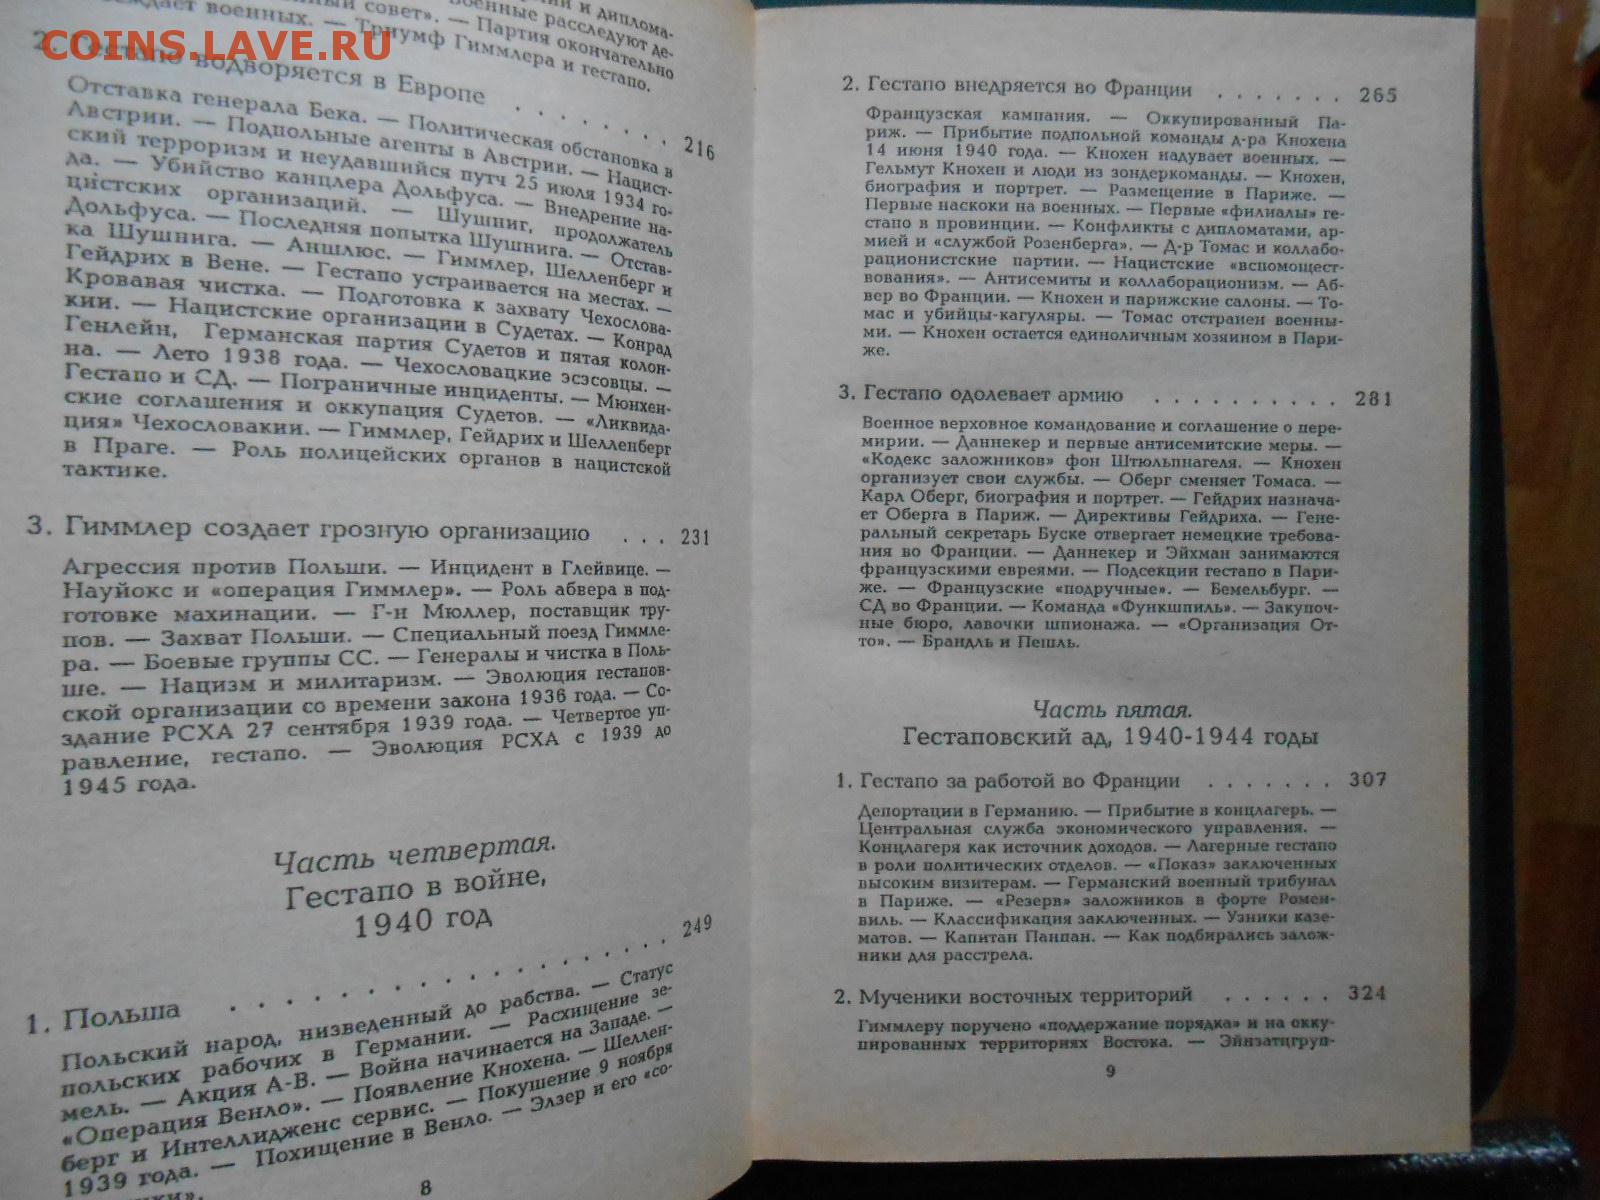 COINS.LAVE.RU
и диплома-
военных. — Триумф Гиммлера и гестапо.
совет». — Партия окончательно
Военные расследуют де-
2. Гестапо водворяется в Европе . . . . . . . 216
Отставка генерала Бека. — Политическая обстановка в
Австрии. — Подпольные агенты в Австрии. — Нацист-
ский терроризм и неудавшийся путч 25 июля 1934 го-
да. — Убийство канцлера Дольфуса. — Внедрение на-
цистских организаций. — Шушниг, продолжатель
Дольфуса. — Последняя попытка Шушнига. — Отстав-
ка Шушнига. — Аншлюс. — Гиммлер, Шелленберг и
Гейдрих в Вене. — Гестапо устраивается на местах. —
Кровавая чистка. — Подготовка к захвату Чехослова-
кии. — Нацистские организации в Судетах. — Конрад
Генлейн, Германская партия Судетов и пятая колон-
на. — Лето 1938 года. — Чехословацкие эсэсовцы. —
Гестапо и СД. — Пограничные инциденты. — Мюнхен-
ские соглашения и оккупация Судетов. — «Ликвида-
ция» Чехословакии. — Гиммлер, Гейдрих и Шелленберг
в Праге. — Роль полицейских органов в нацистской
тактике.
3. Гиммлер создает грозную организацию . . . 231
Агрессия против Польши. — Инцидент в Глейвице. —
Науйокс и «операция Гиммлер». — Роль абвера в под-
готовке махинации. — Г-н Мюллер, поставщик тру-
пов. — Захват Польши. — Специальный поезд Гиммле-
ра. — Боевые группы СС. — Генералы и чистка в Поль-
ше. — Нацизм и милитаризм. — Эволюция гестапов-
ской организации со времени закона 1936 года. — Со-
здание РСХА 27 сентября 1939 года. — Четвертое уп-
равление, гестапо. — Эволюция РСХА с 1939 до
1945 года.
Часть четвертая.
Гестапо в войне,
1940 год
1. Польша . . . . . . . . . . . . . . . . . 249
Польский народ, низведенный до рабства. — Статус
польских рабочих в Германии. — Расхищение зе-
мель. — Акция А-В. — Война начинается на Западе. —
«Операция Венло». — Появление Кнохена. — Шеллен-
берг и Интеллидженс сервис. — Покушение 9 ноября
1939 года. — Похищение в Венло. — Элзер и его «со-
8
2. Гестапо внедряется во Франции . . . . . . . 265
Французская кампания. — Оккупированный Па-
риж. — Прибытие подпольной команды д-ра Кнохена
14 июня 1940 года. — Кнохен надувает военных. —
Гельмут Кнохен и люди из зондеркоманды. — Кнохен,
биография и портрет. — Размещение в Париже. —
Первые наскоки на военных. — Первые «филиалы» ге-
стапо в провинции. — Конфликты с дипломатами, ар-
мией и «службой Розенберга». — Д-р Томас и коллабо-
рационистские партии. — Нацистские «вспомощест-
вования». — Антисемиты и коллаборационизм. — Аб-
вер во Франции. — Кнохен и парижские салоны. — То-
мас и убийцы-кагуляры. — Томас отстранен военны-
ми. — Кнохен остается единоличным хозяином в Пари-
же.
3. Гестапо одолевает армию . . . . . . . . . . 281
Военное верховное командование и соглашение о пере-
мирии. — Даннекер и первые антисемитские меры. —
«Кодекс заложников» фон Штюльпнагеля. — Кнохен
организует свои службы. — Оберг сменяет Томаса. —
Карл Оберг, биография и портрет. — Гейдрих назнача-
ет Оберга в Париж. — Директивы Гейдриха. — Гене-
ральный секретарь Буске отвергает немецкие требова-
ния во Франции. — Даннекер и Эйхман занимаются
французскими евреями. — Подсекции гестапо в Пари-
же. — Французские «подручные». — Бемельбург. —
СД во Франции. — Команда «Функшпиль». — Закупоч-
ные бюро, лавочки шпионажа. — «Организация От-
то». — Брандль и Пешль.
Часть пятая.
Гестаповский ад, 1940-1944 годы
1. Гестапо за работой во Франции . . . . . . . 307
Депортации в Германию. — Прибытие в концлагерь. —
Центральная служба экономического управления. —
Концлагеря как источник доходов. — Лагерные гестапо
в роли политических отделов. — «Показ» заключенных
высоким визитерам. — Германский военный трибунал
в Париже. — «Резерв» заложников в форте Ромен-
виль. — Классификация заключенных. — Узники казе-
матов. — Капитан Панпан. — Как подбирались залож-
ники для расстрела.
2. Мученики восточных территорий . . . . . . 324
Гиммлеру поручено «поддержание порядка» и на окку-
пированных территориях Востока. — Эйнзатцгруп-
9